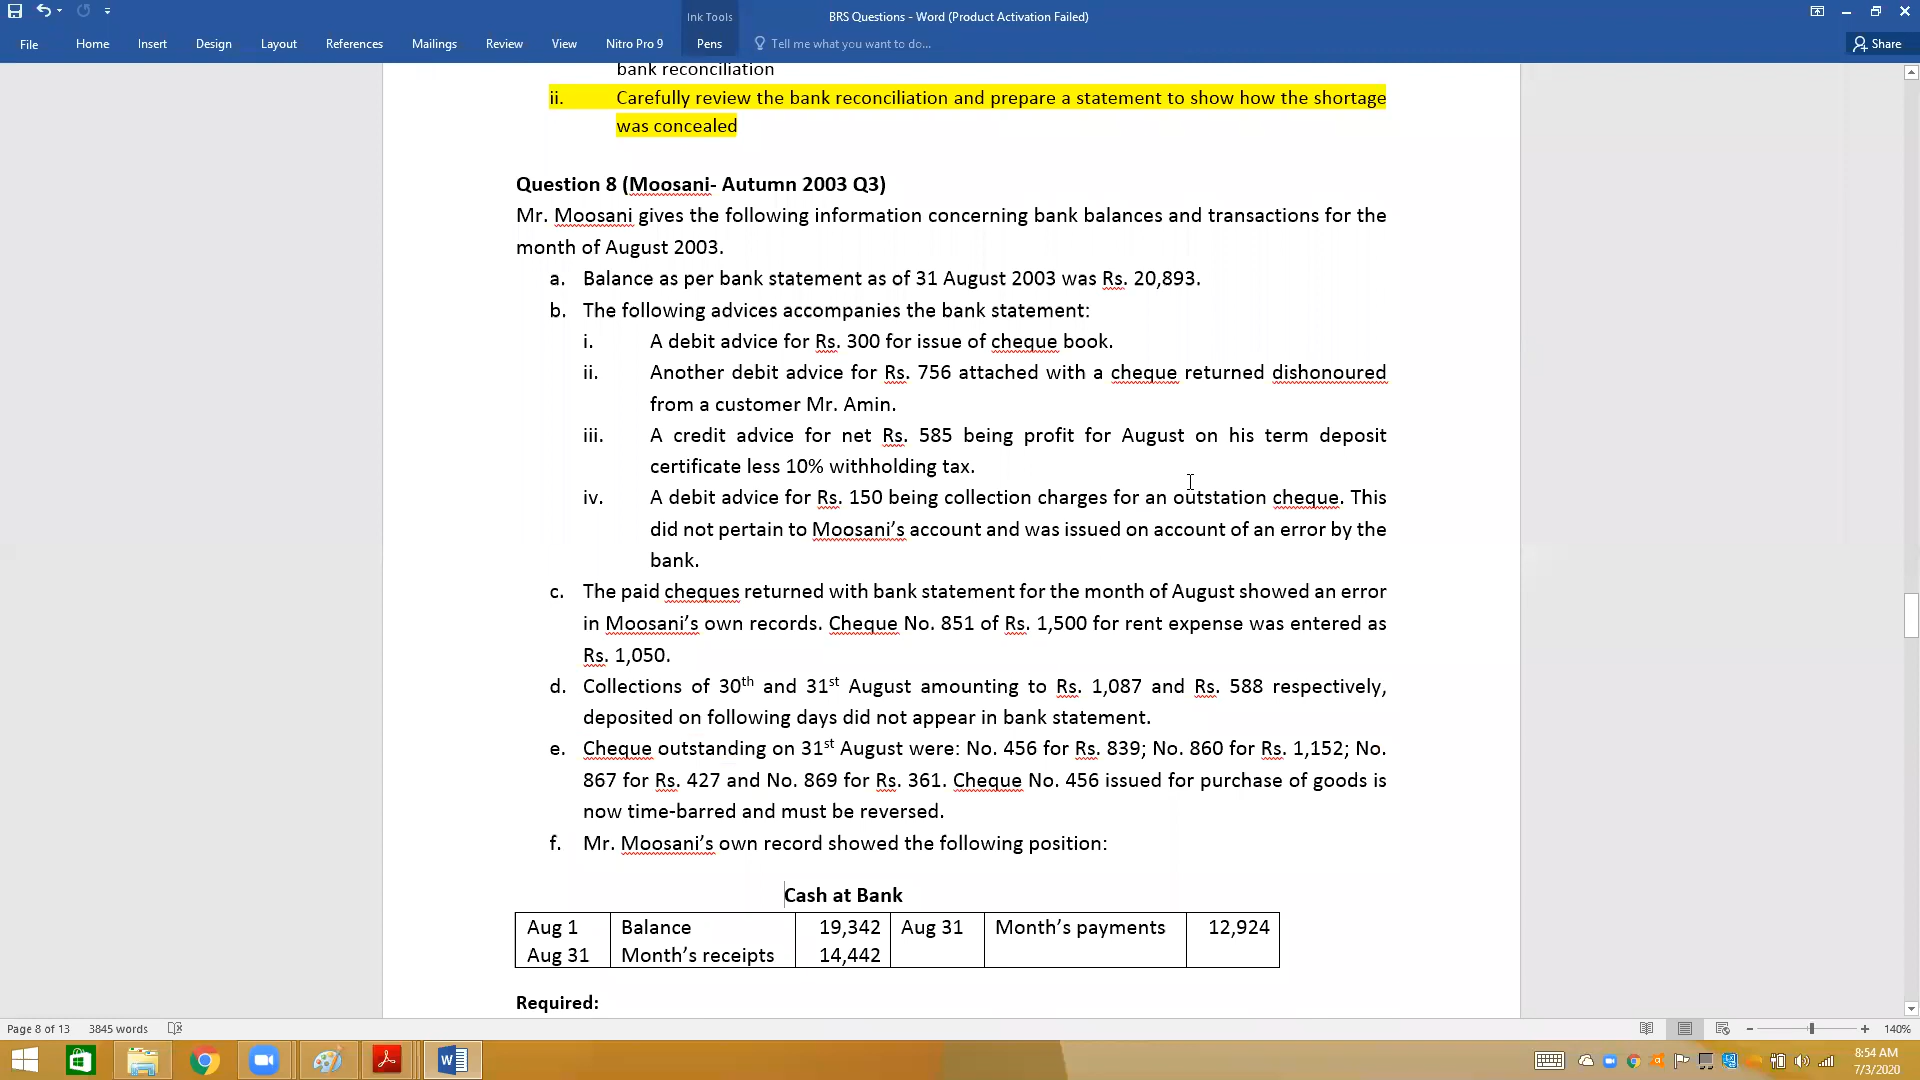 Ink Tools
BRS Questions - Word (Product Activation Failed)
File Home Insert Design Layout References Mailings Review View Nitro Pro 9 Pens Tell me what you want to do... Share
bank reconciliation
ii. Carefully review the bank reconciliation and prepare a statement to show how the shortage
was concealed
Question 8 (Moosani- Autumn 2003 Q3)
Mr. Moosani gives the following information concerning bank balances and transactions for the
month of August 2003.
a. Balance as per bank statement as of 31 August 2003 was Rs. 20,893.
b. The following advices accompanies the bank statement:
i. A debit advice for Rs. 300 for issue of cheque book.
ii. Another debit advice for Rs. 756 attached with a cheque returned dishonoured
from a customer Mr. Amin.
iii. A credit advice for net Rs. 585 being profit for August on his term deposit
certificate less 10% withholding tax.
iv. A debit advice for Rs. 150 being collection charges for an outstation cheque. This
did not pertain to Moosani's account and was issued on account of an error by the
bank.
c. The paid cheques returned with bank statement for the month of August showed an error
in Moosani's own records. Cheque No. 851 of Rs. 1,500 for rent expense was entered as
Rs. 1,050.
d. Collections of 30th and 31st August amounting to Rs. 1,087 and Rs. 588 respectively,
deposited on following days did not appear in bank statement.
e. Cheque outstanding on 31st August were: No. 456 for Rs. 839; No. 860 for Rs. 1,152; No.
867 for Rs. 427 and No. 869 for Rs. 361. Cheque No. 456 issued for purchase of goods is
now time-barred and must be reversed.
f. Mr. Moosani's own record showed the following position:
Cash at Bank
Aug 1 Balance 19,342 Aug 31 Month's payments 12,924
Aug 31 Month's receipts 14,442
Required:
Page 8 of 13 3845 words 140%
8:54 AM
7/3/2020